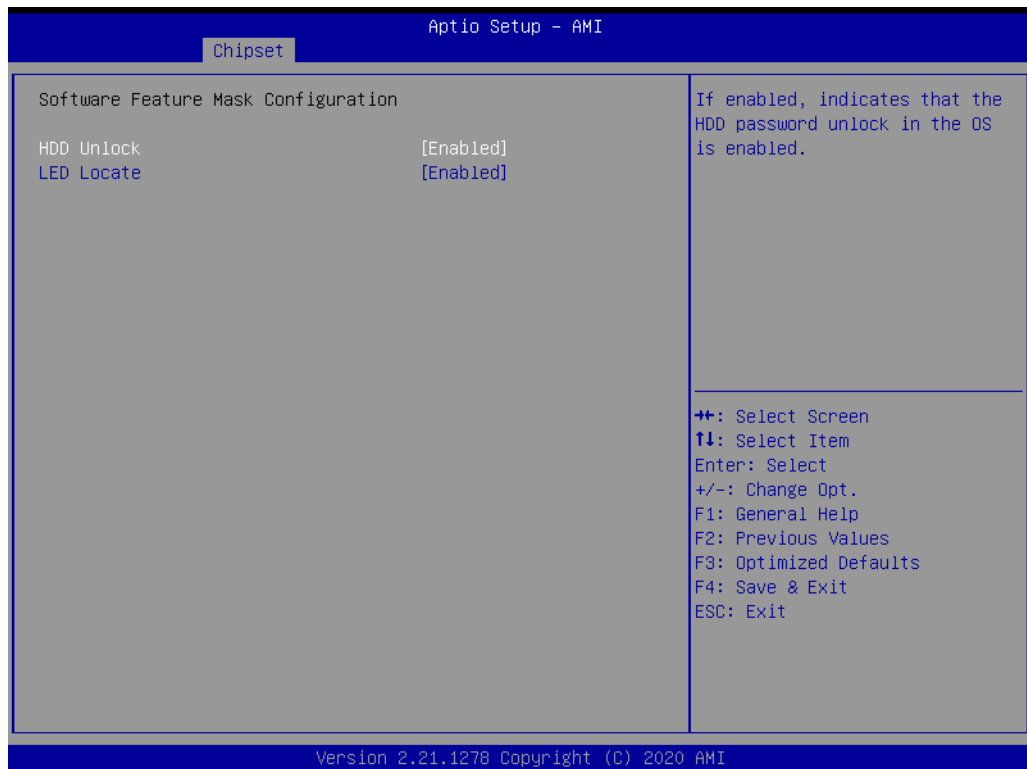 Aptio Setup – AMI
Chipset
Software Feature Mask Configuration
HDD Unlock [Enabled]
LED Locate [Enabled]
If enabled, indicates that the
HDD password unlock in the OS
is enabled.
→←: Select Screen
↑↓: Select Item
Enter: Select
+/-: Change Opt.
F1: General Help
F2: Previous Values
F3: Optimized Defaults
F4: Save & Exit
ESC: Exit
Version 2.21.1278 Copyright (C) 2020 AMI